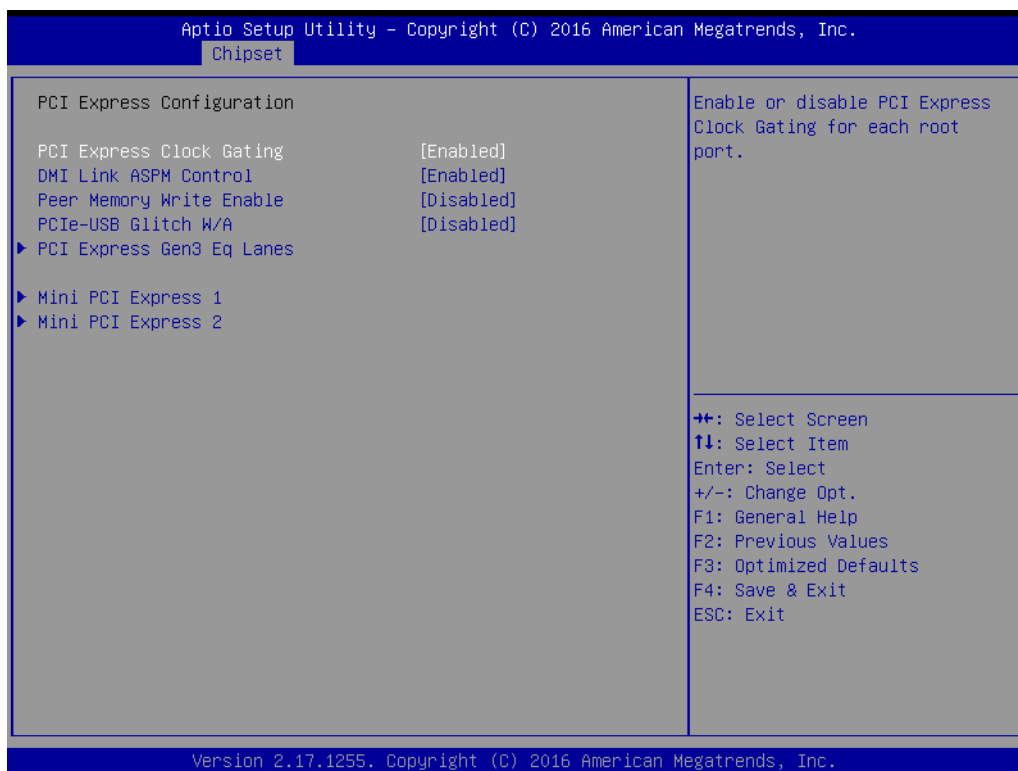 Aptio Setup Utility – Copyright (C) 2016 American Megatrends, Inc.
Chipset
PCI Express Configuration
PCI Express Clock Gating [Enabled]
DMI Link ASPM Control [Enabled]
Peer Memory Write Enable [Disabled]
PCIe-USB Glitch W/A [Disabled]
▶ PCI Express Gen3 Eq Lanes
▶ Mini PCI Express 1
▶ Mini PCI Express 2
Enable or disable PCI Express
Clock Gating for each root
port.
→←: Select Screen
↑↓: Select Item
Enter: Select
+/-: Change Opt.
F1: General Help
F2: Previous Values
F3: Optimized Defaults
F4: Save & Exit
ESC: Exit
Version 2.17.1255. Copyright (C) 2016 American Megatrends, Inc.